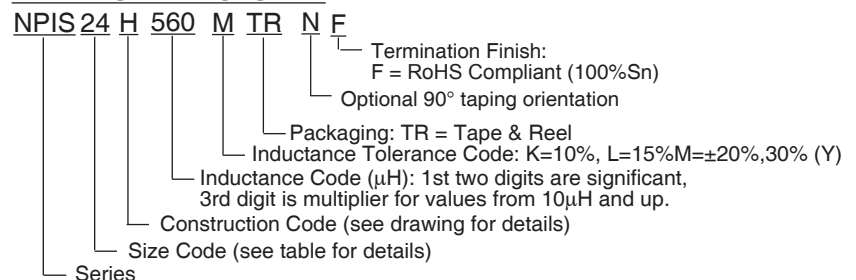 NPIS 24 H 560 M TR N F
Termination Finish:
F = RoHS Compliant (100%Sn)
Optional 90° taping orientation
Packaging: TR = Tape & Reel
Inductance Tolerance Code: K=10%, L=15%M=±20%,30% (Y)
Inductance Code (μH): 1st two digits are significant,
3rd digit is multiplier for values from 10μH and up.
Construction Code (see drawing for details)
Size Code (see table for details)
Series